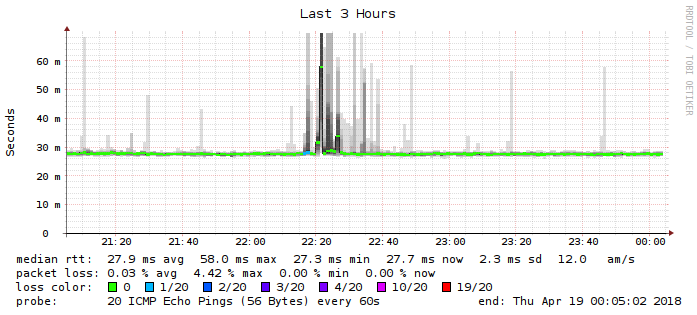 Last 3 Hours
RRDTOOL / TOBI OETIKER
Seconds
60 m
50 m
40 m
30 m
20 m
10 m
0
21:20 21:40 22:00 22:20 22:40 23:00 23:20 23:40 00:00
median rtt: 27.9 ms avg 58.0 ms max 27.3 ms min 27.7 ms now 2.3 ms sd 12.0 am/s
packet loss: 0.03 % avg 4.42 % max 0.00 % min 0.00 % now
loss color: 0 1/20 2/20 3/20 4/20 10/20 19/20
probe: 20 ICMP Echo Pings (56 Bytes) every 60s end: Thu Apr 19 00:05:02 2018